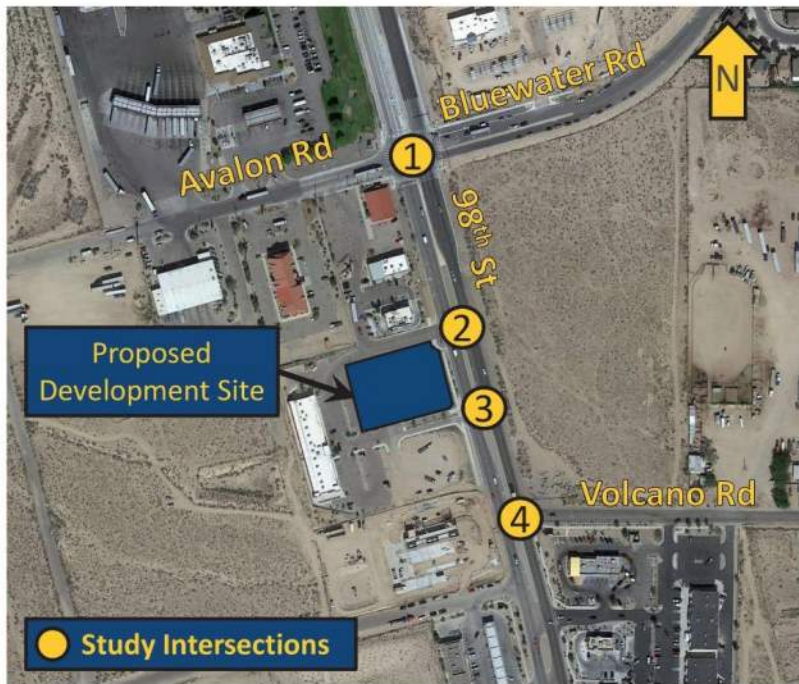 N
Bluewater Rd
Avalon Rd
1
98th St
2
Proposed
Development Site
3
Volcano Rd
4
Study Intersections